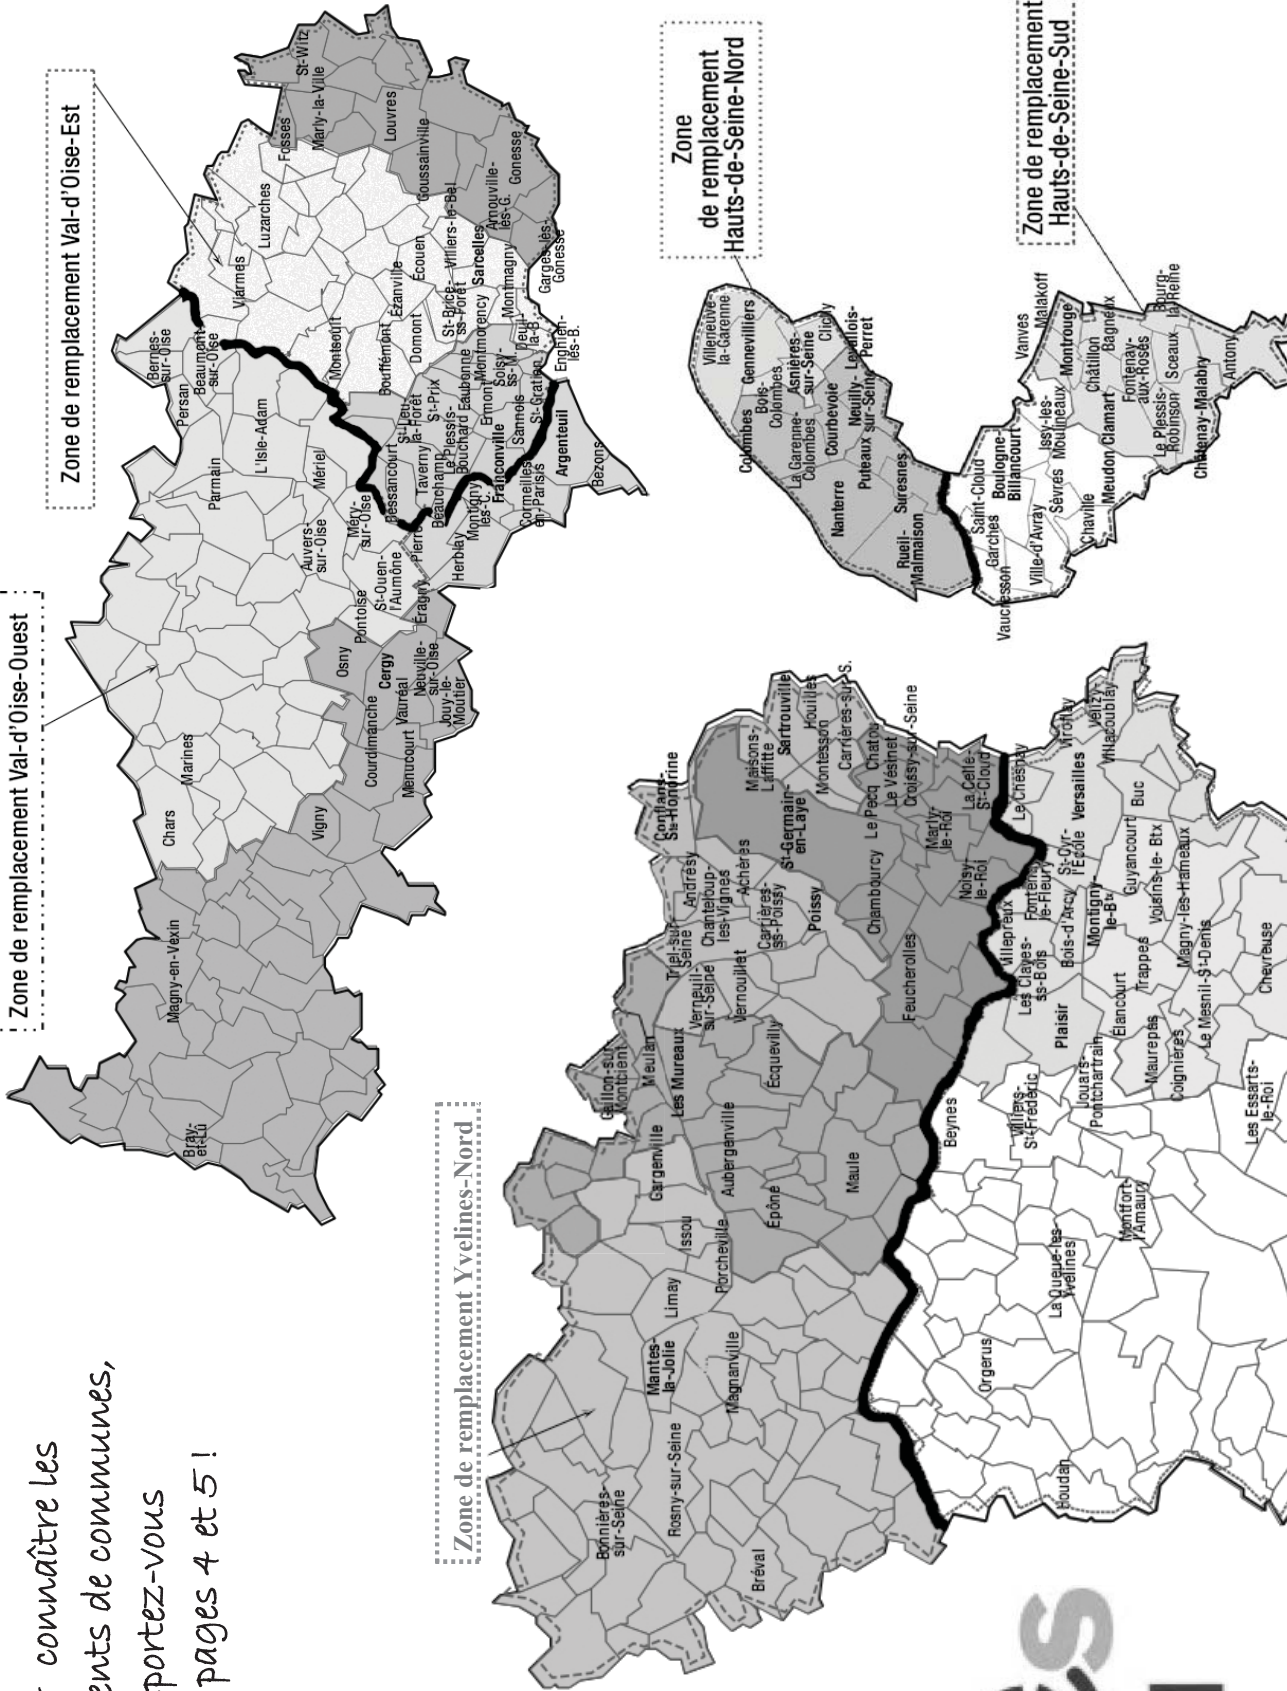 connaître les
de communes,
portez-vous
pages 4 et 5 !
Zone de remplacement Val-d'Oise-Ouest
Zone de remplacement Val-d'Oise-Est
Bray-
et-Lû
Magny-en-Vexin
Chars
Marines
Vigny
Courdimanche
Menucourt
Vauréal
Cergy
Osny
Jouy-le-
Moutier
Neuville-
sur-Oise
Pontoise
Éragny
St-Ouen-
l'Aumône
Auvers-
sur-Oise
Méry-
sur-Oise
Mériel
Parmain
L'Isle-Adam
Persan
Bernes-
sur-Oise
Beaumont-
sur-Oise
Herblay
Montigny-
les-C.
Cormeilles-
en-Parisis
Argenteuil
Bezons
Bessancourt
Taverny
Beauchamp
Le Plessis-
Bouchard
Franconville
St-Leu-
la-Forêt
St-Prix
Ermont
Eaubonne
Sannois
St-Gratien
Soisy-
ss-M.
Montmorency
Deuil-
la-B.
Enghien-
les-B.
Montmagny
Montsoult
Bouffémont
Domont
Ézanville
Écouen
St-Brice-
ss-Forêt
Sarcelles
Villiers-le-Bel
Viarmes
Luzarches
Fosses
Marly-la-Ville
St-Witz
Louvres
Goussainville
Arnouville-
lès-G.
Gonesse
Garges-lès-
Gonesse
Zone
de remplacement
Hauts-de-Seine-Nord
Villeneuve-
la-Garenne
Gennevilliers
Colombes
Bois-
Colombes
Asnières-
sur-Seine
Clichy
La Garenne-
Colombes
Courbevoie
Levallois-
Perret
Neuilly-
sur-Seine
Nanterre
Puteaux
Suresnes
Rueil-
Malmaison
Zone de remplacement
Hauts-de-Seine-Sud
Vaucresson
Garches
Saint-Cloud
Ville-d'Avray
Boulogne-
Billancourt
Sèvres
Chaville
Issy-les-
Moulineaux
Vanves
Malakoff
Meudon
Clamart
Montrouge
Châtillon
Bagneux
Fontenay-
aux-Roses
Le Plessis-
Robinson
Sceaux
Bourg-
la-Reine
Châtenay-Malabry
Antony
Zone de remplacement Yvelines-Nord
Bonnières-
sur-Seine
Rosny-sur-Seine
Bréval
Mantes-
la-Jolie
Magnanville
Limay
Issou
Porcheville
Gargenville
Épône
Aubergenville
Maule
Gaillon-sur-
Montcient
Meulan
Les Mureaux
Ecquevilly
Triel-sur-
Seine
Verneuil-
sur-Seine
Vernouillet
Feucherolles
Andrésy
Chanteloup-
les-Vignes
Carrières-
ss-Poissy
Achères
Poissy
Chambourcy
Conflans-
Ste-Honorine
Maisons-
Laffitte
St-Germain-
en-Laye
Sartrouville
Houilles
Montesson
Carrières-sur-S.
Chatou
Le Vésinet
Croissy-sur-Seine
Le Pecq
Marly-
le-Roi
Noisy-
le-Roi
La Celle-
St-Cloud
Beynes
Villepreux
Fontenay-
le-Fleury
Le Chesnay
Viroflay
Vélizy-
Villacoublay
Versailles
St-Cyr-
l'École
Bois-d'Arcy
Les Clayes-
ss-Bois
Plaisir
Villiers-
St-Frédéric
Jouars-
Pontchartrain
Montigny-
le-Btx
Guyancourt
Buc
Voisins-le- Btx
Trappes
Élancourt
Maurepas
Coignières
Magny-les-Hameaux
Le Mesnil-St-Denis
Chevreuse
Les Essarts-
le-Roi
Montfort-
l'Amaury
La Queue-les-
Yvelines
Orgerus
Houdan